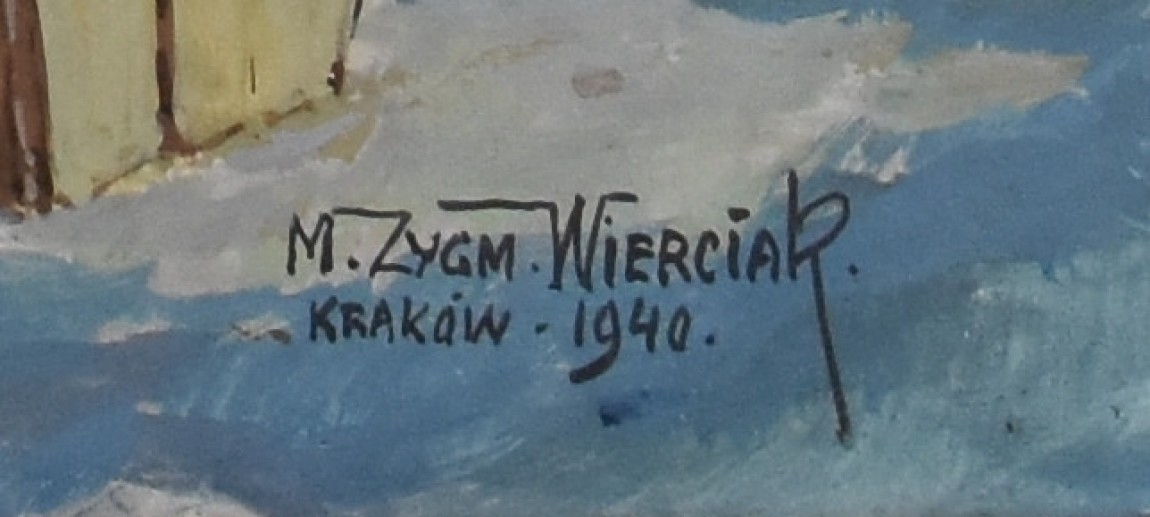 M. ZYGM. WIERCIAK.
KRAKÓW - 1940.